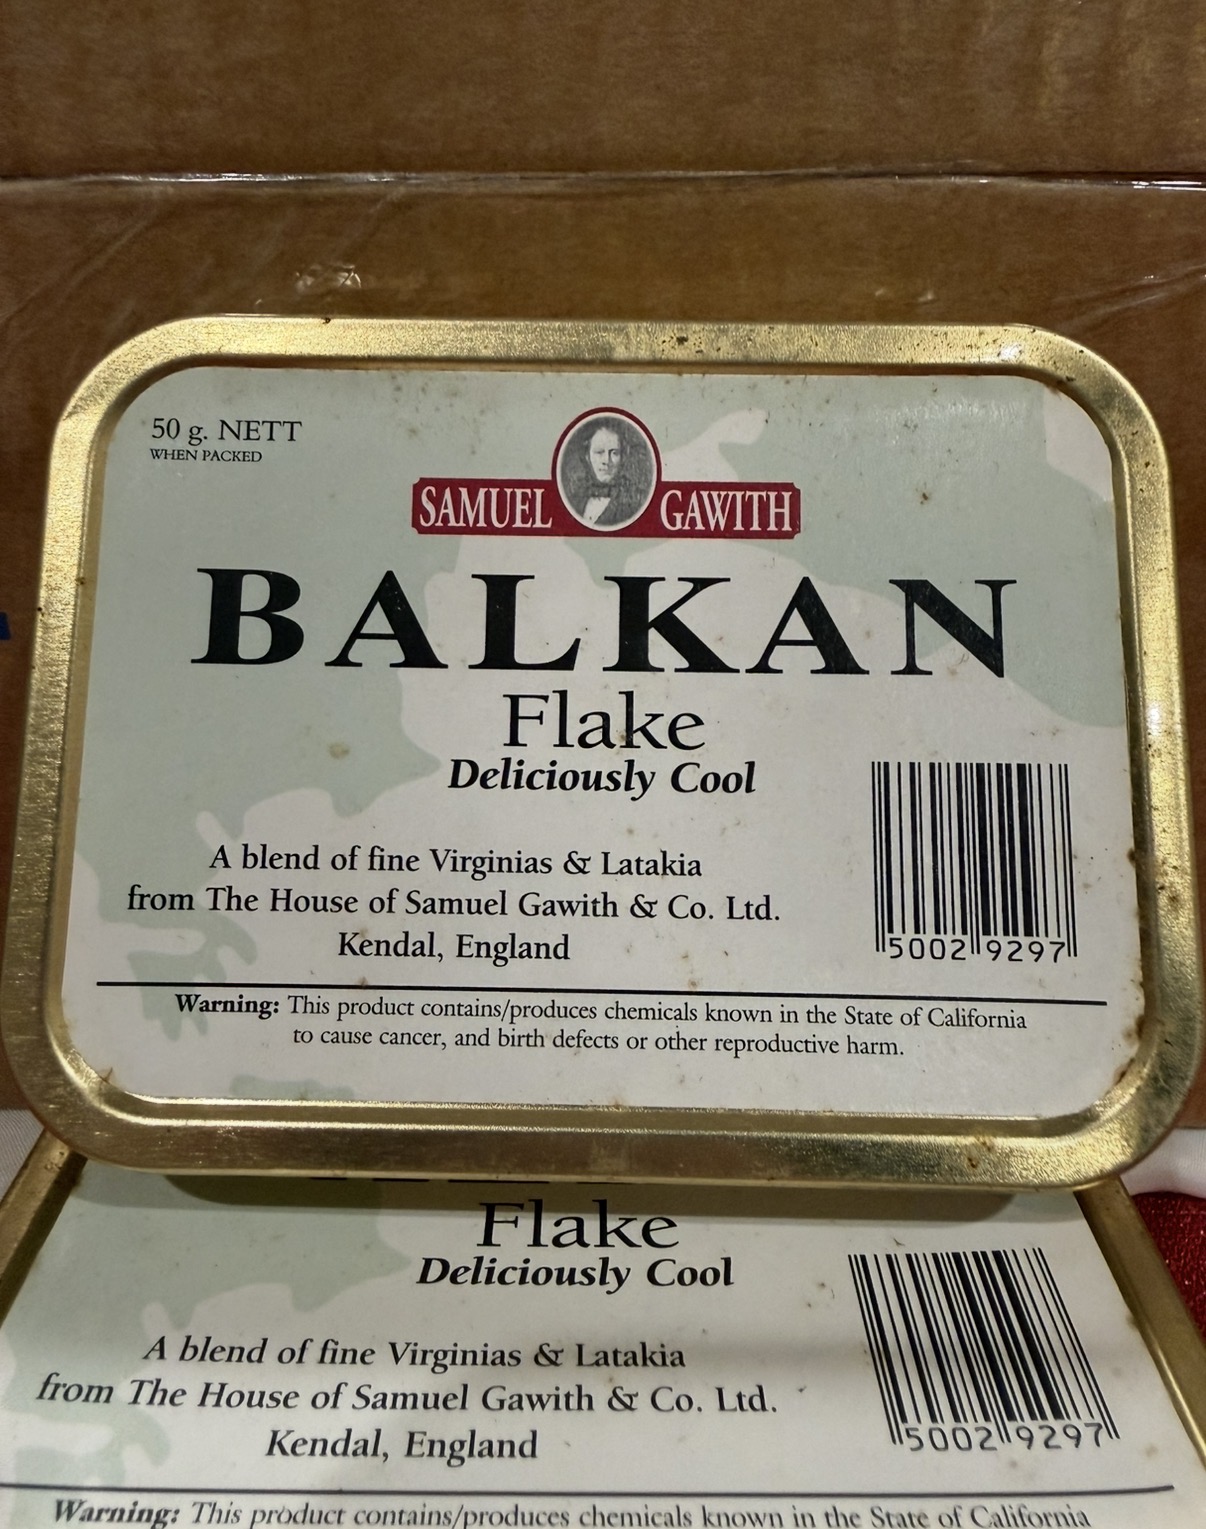 50 g. NETT
WHEN PACKED
SAMUEL GAWITH
BALKAN
Flake
Deliciously Cool
A blend of fine Virginias & Latakia
from The House of Samuel Gawith & Co. Ltd.
Kendal, England
5002 9297
Warning: This product contains/produces chemicals known in the State of California
to cause cancer, and birth defects or other reproductive harm.
Flake
Deliciously Cool
A blend of fine Virginias & Latakia
from The House of Samuel Gawith & Co. Ltd.
Kendal, England
5002 9297
Warning: This product contains/produces chemicals known in the State of California